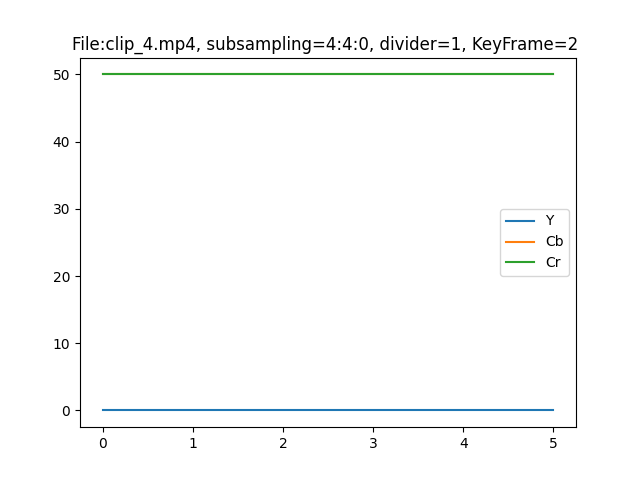 File:clip_4.mp4, subsampling=4:4:0, divider=1, KeyFrame=2
50
40
30
20
10
0
Y
Cb
Cr
0 1 2 3 4 5